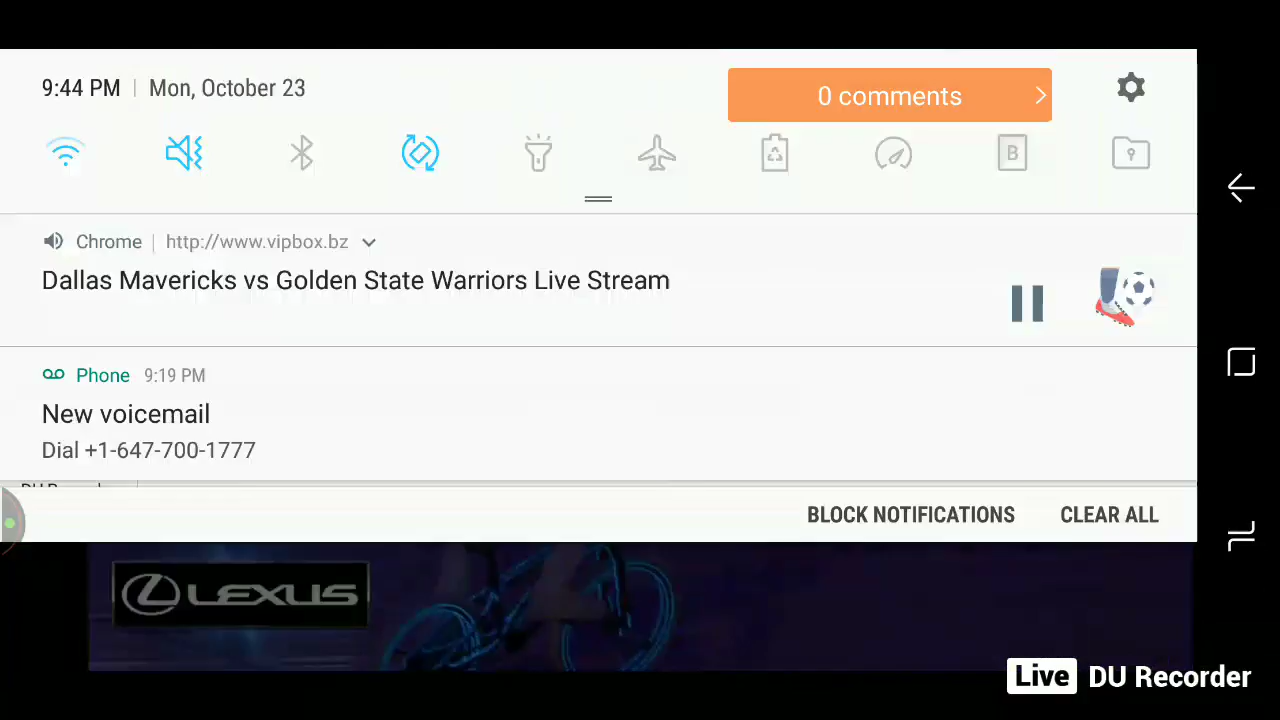 9:44 PM | Mon, October 23
0 comments
B
Chrome | http://www.vipbox.bz
Dallas Mavericks vs Golden State Warriors Live Stream
Phone 9:19 PM
New voicemail
Dial +1-647-700-1777
BLOCK NOTIFICATIONS CLEAR ALL
LEXUS
Live DU Recorder